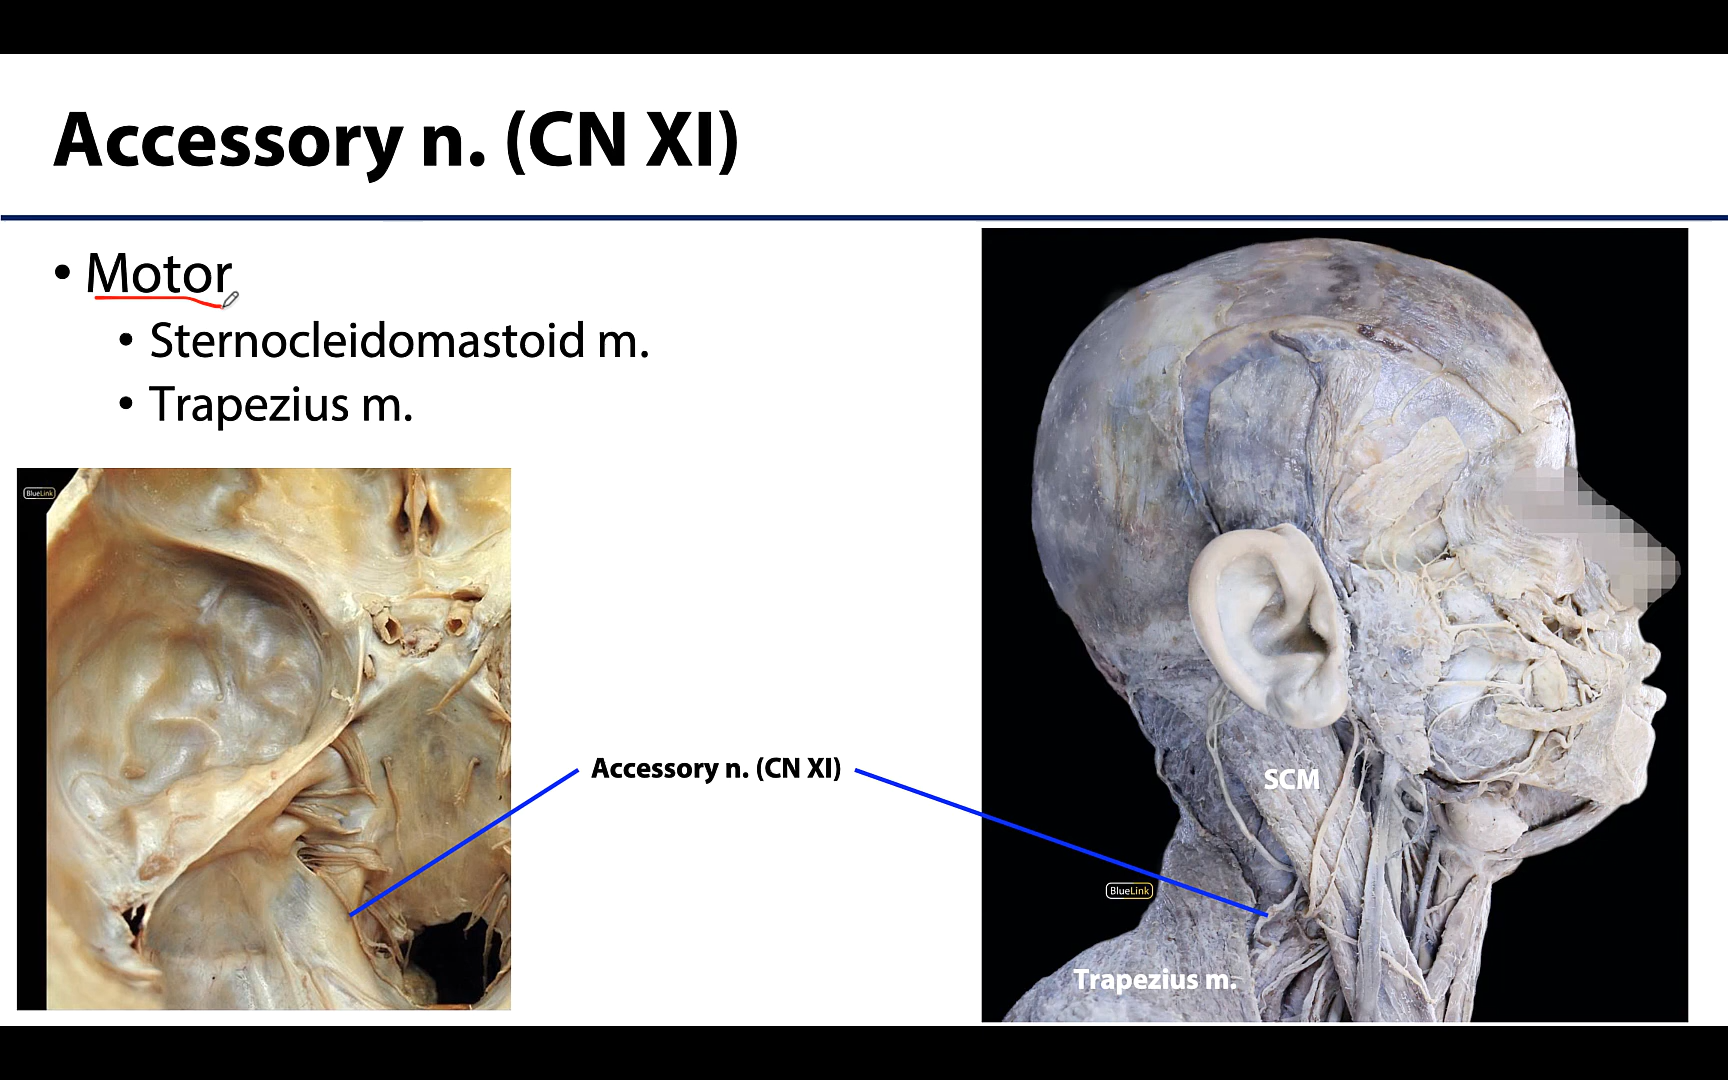 Accessory n. (CN XI)
• Motor
• Sternocleidomastoid m.
• Trapezius m.
BlueLink
Accessory n. (CN XI)
SCM
BlueLink
Trapezius m.